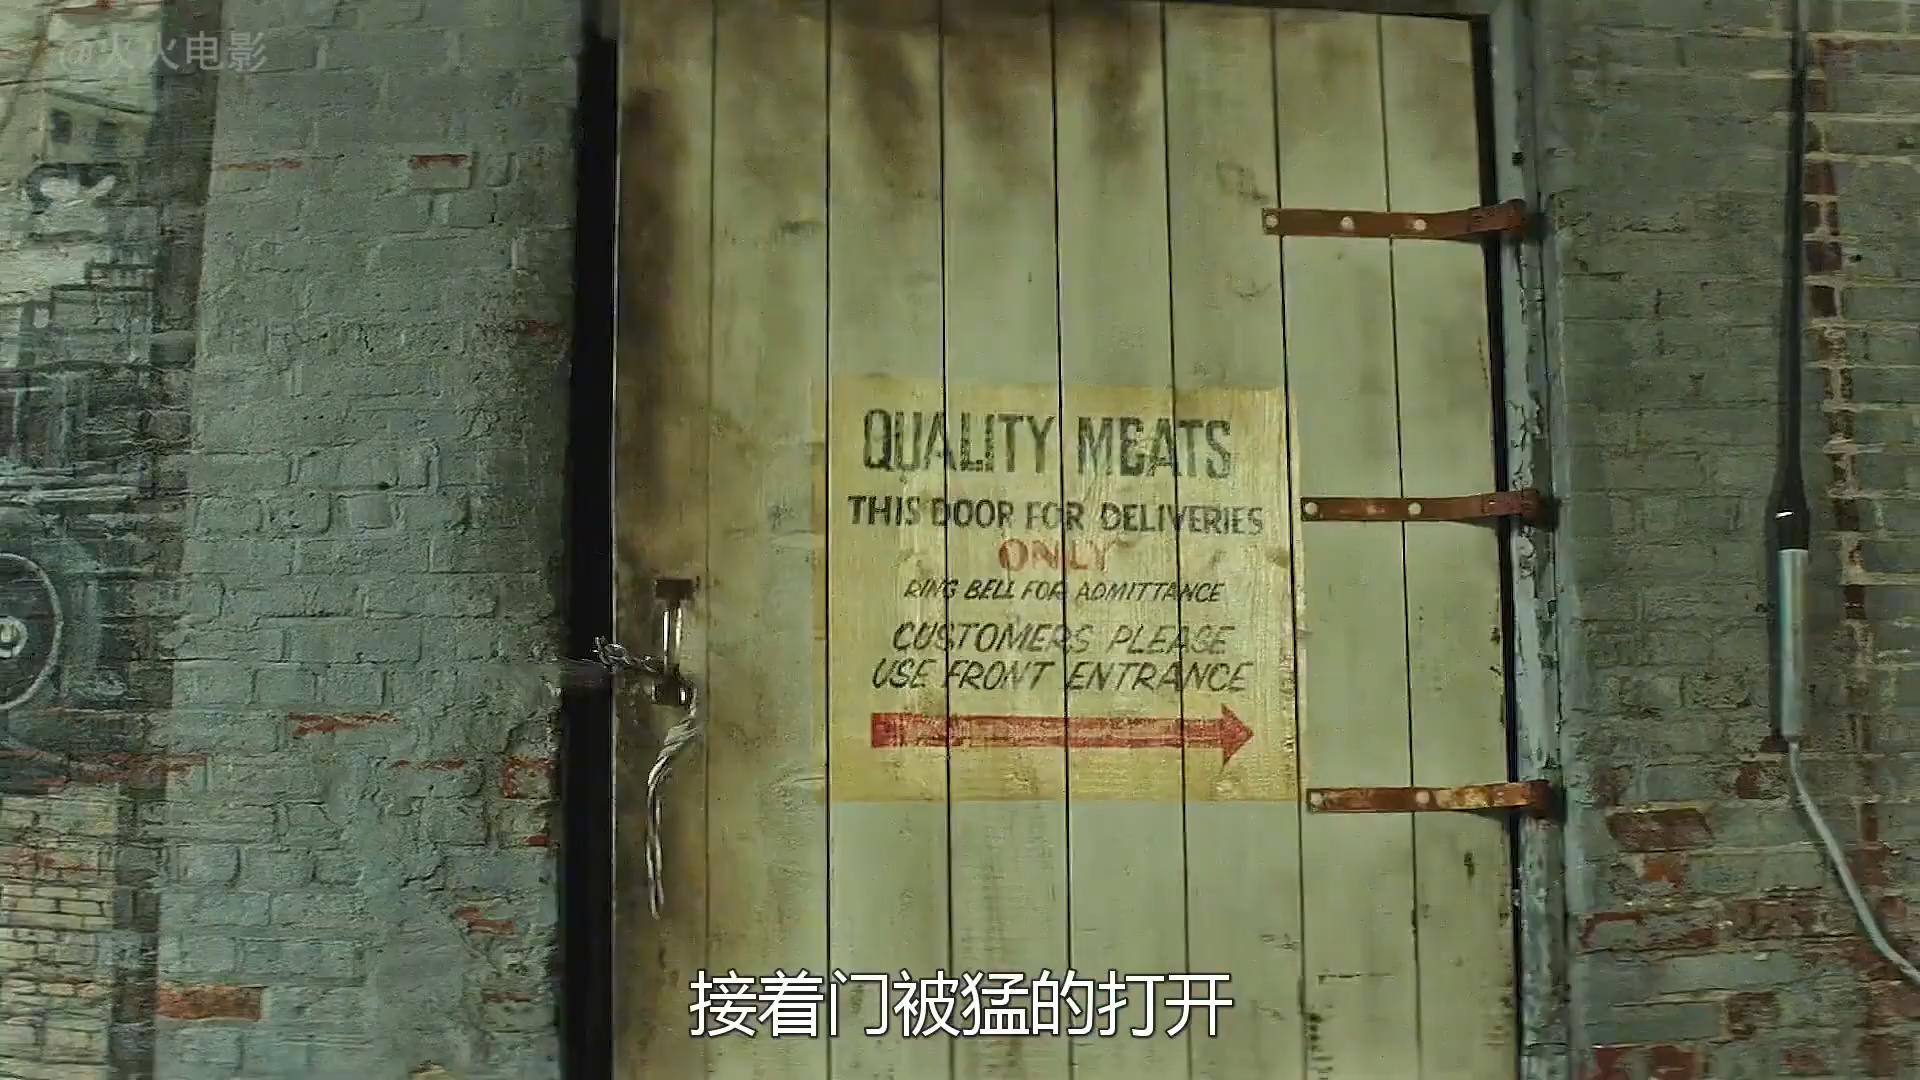 @火火电影
QUALITY MEATS
THIS DOOR FOR DELIVERIES
ONLY
RING BELL FOR ADMITTANCE
CUSTOMERS PLEASE
USE FRONT ENTRANCE
接着门被猛的打开